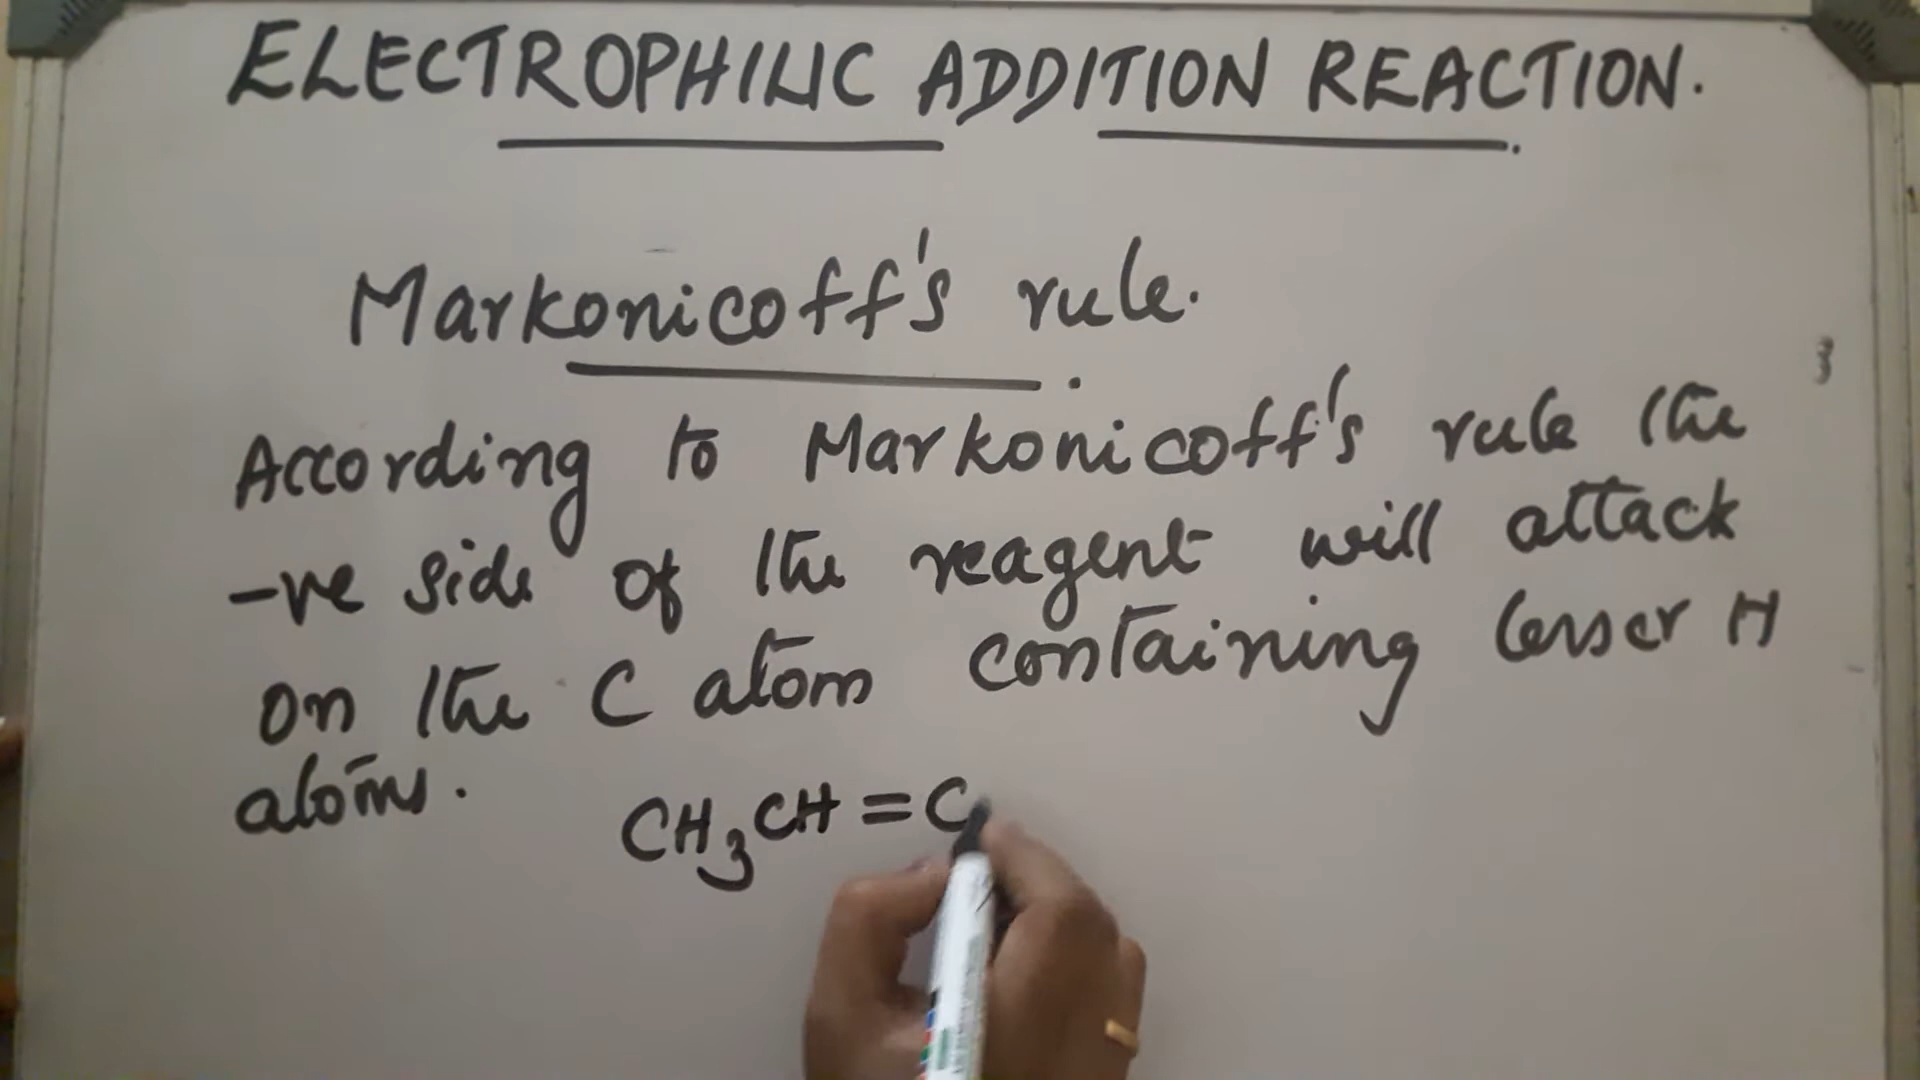 ELECTROPHILIC ADDITION REACTION.
Markonicoff's rule.
According to Markonicoff's rule the
-ve side of the reagent will attack
on the C atom containing lesser H
atoms.
CH₃CH=C
3